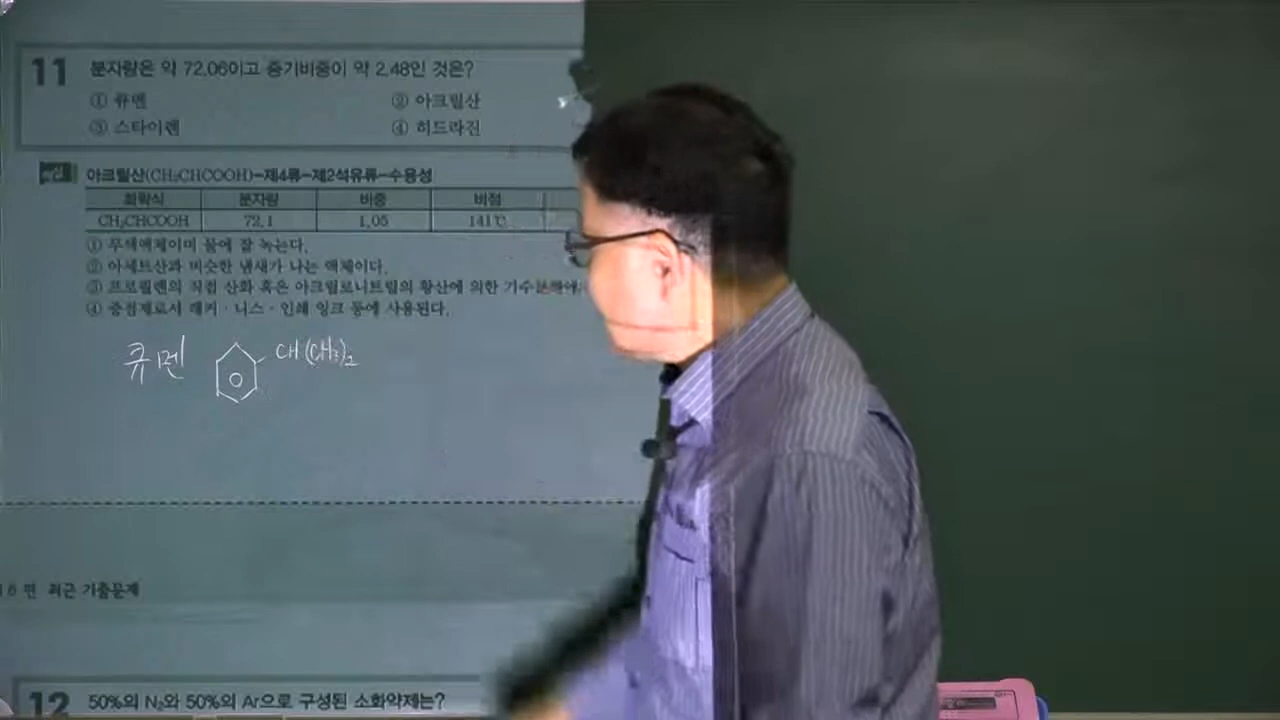 11 분자량은 약 72.06이고 증기비중이 약 2.48인 것은?
① 큐멘 ② 아크릴산
③ 스타이렌 ④ 히드라진
해설 아크릴산(CH₂CHCOOH)-제4류-제2석유류-수용성
화학식 분자량 비중 비점
CH₂CHCOOH 72.1 1.05 141℃
① 무색액체이며 물에 잘 녹는다.
② 아세트산과 비슷한 냄새가 나는 액체이다.
③ 프로필렌의 직접 산화 혹은 아크릴로니트릴의 황산에 의한 가수분해에
④ 중점제로서 래커·니스·인쇄 잉크 등에 사용된다.
큐멘 CH(CH₃)₂
최근 기출문제
12 50%의 N₂와 50%의 Ar으로 구성된 소화약제는?